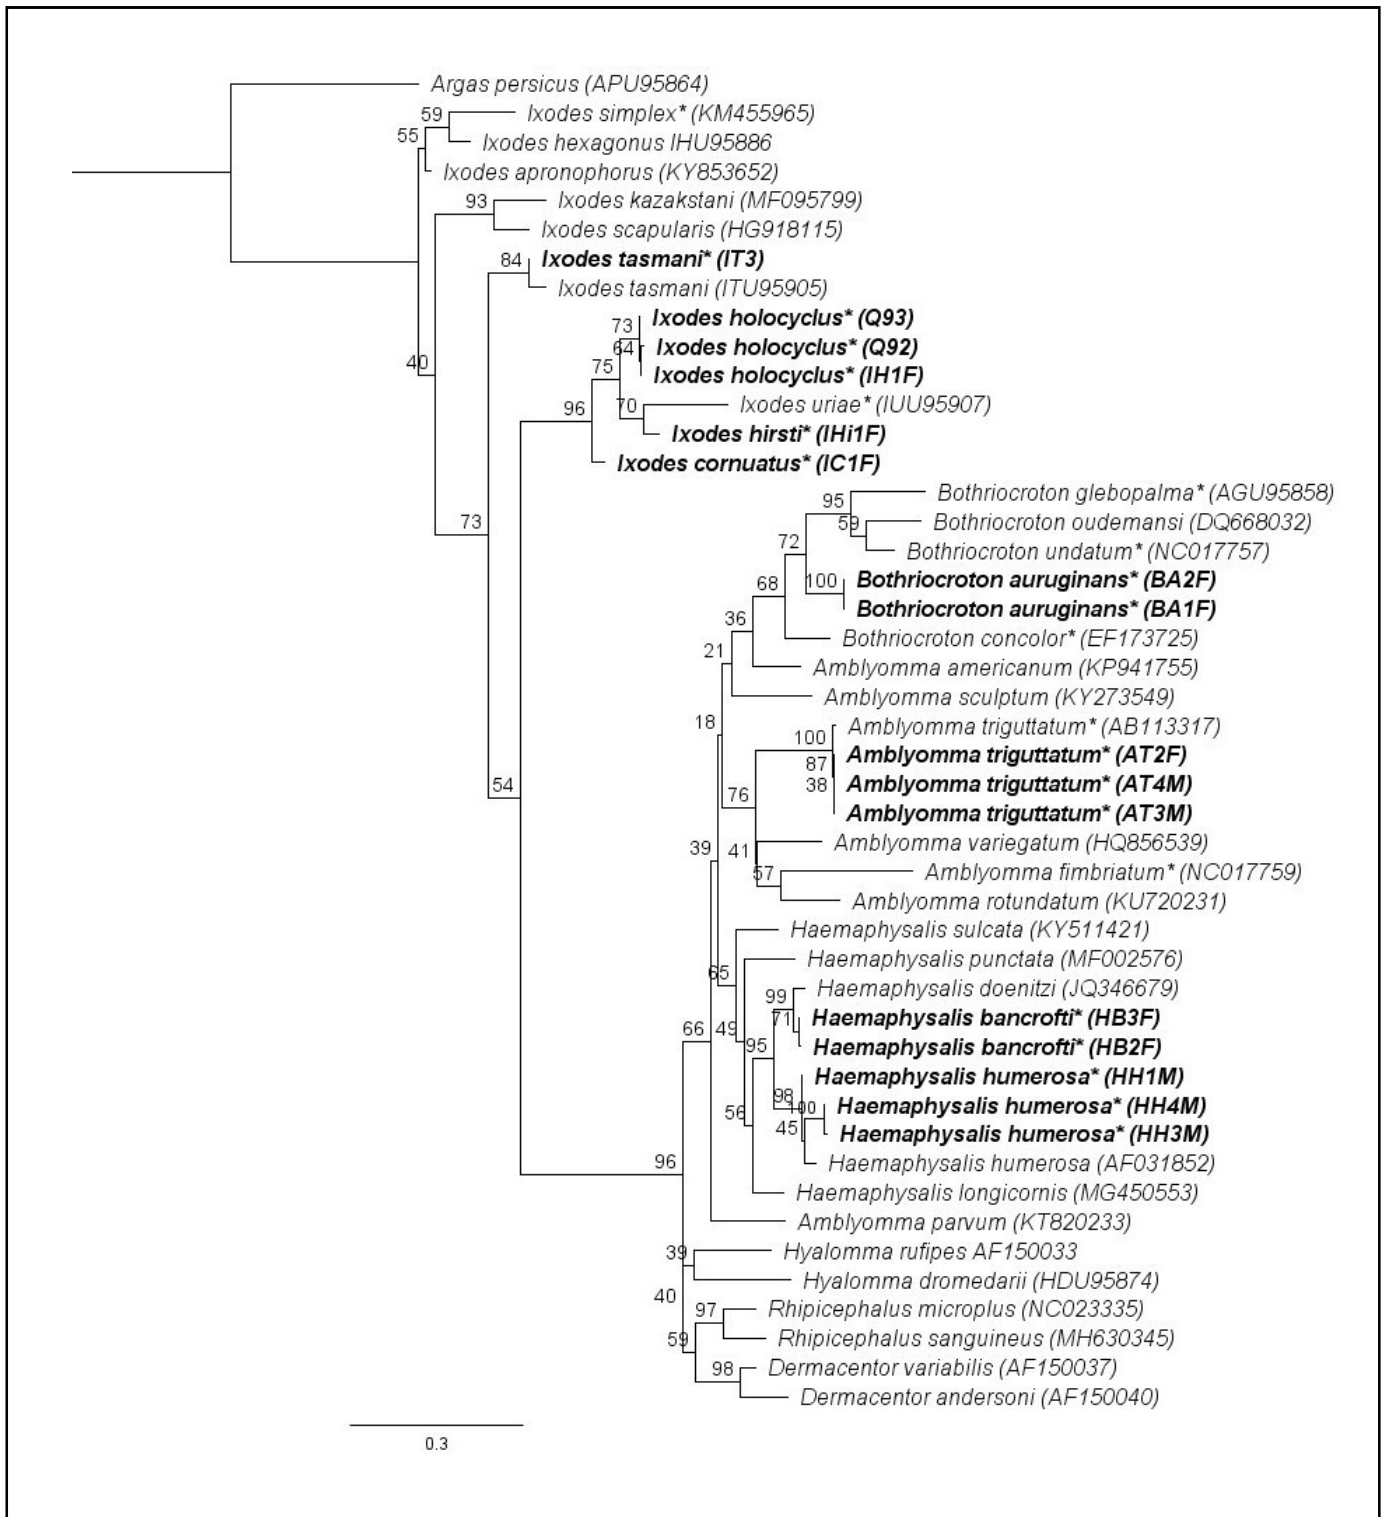 Argas persicus (APU95864)
59
Ixodes simplex* (KM455965)
55
Ixodes hexagonus IHU95886
Ixodes apronophorus (KY853652)
93
Ixodes kazakstani (MF095799)
Ixodes scapularis (HG918115)
84
Ixodes tasmani* (IT3)
Ixodes tasmani (ITU95905)
73
Ixodes holocyclus* (Q93)
64
Ixodes holocyclus* (Q92)
40
75
Ixodes holocyclus* (IH1F)
96
70
Ixodes uriae* (IUU95907)
Ixodes hirsti* (IHi1F)
Ixodes cornuatus* (IC1F)
95
Bothriocroton glebopalma* (AGU95858)
73
59
Bothriocroton oudemansi (DQ668032)
72
Bothriocroton undatum* (NC017757)
68
100
Bothriocroton auruginans* (BA2F)
Bothriocroton auruginans* (BA1F)
36
Bothriocroton concolor* (EF173725)
21
Amblyomma americanum (KP941755)
Amblyomma sculptum (KY273549)
18
100
Amblyomma triguttatum* (AB113317)
87
Amblyomma triguttatum* (AT2F)
54
38
Amblyomma triguttatum* (AT4M)
76
Amblyomma triguttatum* (AT3M)
39
41
Amblyomma variegatum (HQ856539)
57
Amblyomma fimbriatum* (NC017759)
Amblyomma rotundatum (KU720231)
Haemaphysalis sulcata (KY511421)
65
Haemaphysalis punctata (MF002576)
99
Haemaphysalis doenitzi (JQ346679)
66
49
71
Haemaphysalis bancrofti* (HB3F)
95
Haemaphysalis bancrofti* (HB2F)
98
Haemaphysalis humerosa* (HH1M)
56
100
Haemaphysalis humerosa* (HH4M)
45
Haemaphysalis humerosa* (HH3M)
96
Haemaphysalis humerosa (AF031852)
Haemaphysalis longicornis (MG450553)
Amblyomma parvum (KT820233)
39
Hyalomma rufipes AF150033
Hyalomma dromedarii (HDU95874)
40
97
Rhipicephalus microplus (NC023335)
59
Rhipicephalus sanguineus (MH630345)
98
Dermacentor variabilis (AF150037)
Dermacentor andersoni (AF150040)
0.3